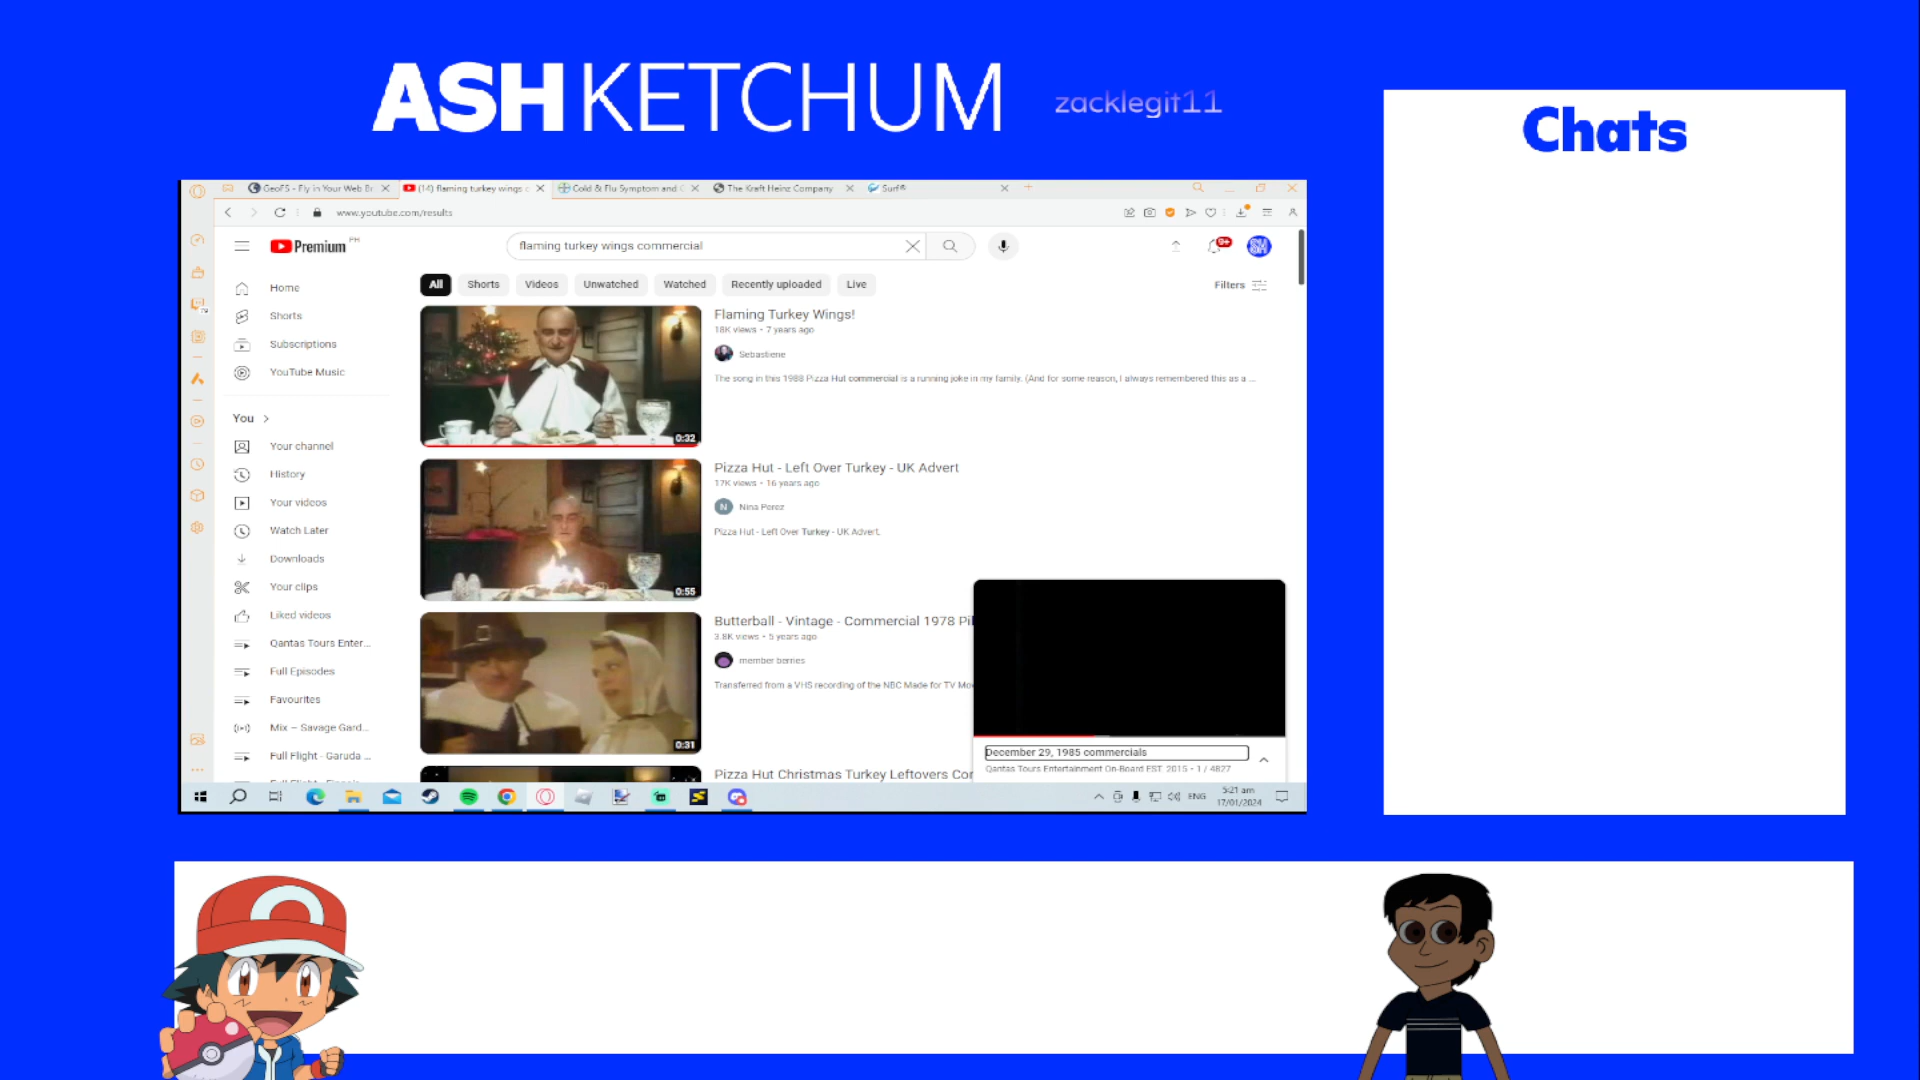 ASH KETCHUM
zacklegit11
Chats
GeoFS - Fly in Your Web Br
(14) flaming turkey wings c
Cold & Flu Symptom and C
The Kraft Heinz Company
Surf®
www.youtube.com/results
Premium PH
flaming turkey wings commercial
9+
All
Shorts
Videos
Unwatched
Watched
Recently uploaded
Live
Filters
Home
Shorts
Subscriptions
YouTube Music
You
Your channel
History
Your videos
Watch Later
Downloads
Your clips
Liked videos
Qantas Tours Enter...
Full Episodes
Favourites
Mix – Savage Gard...
Full Flight - Garuda ...
Flaming Turkey Wings!
18K views • 7 years ago
Sebastiene
The song in this 1988 Pizza Hut commercial is a running joke in my family. (And for some reason, I always remembered this as a ...
0:32
Pizza Hut - Left Over Turkey - UK Advert
17K views • 16 years ago
N
Nina Perez
Pizza Hut - Left Over Turkey - UK Advert.
0:55
Butterball - Vintage - Commercial 1978 Pil
3.8K views • 5 years ago
member berries
Transferred from a VHS recording of the NBC Made for TV Mo
0:31
Pizza Hut Christmas Turkey Leftovers Co
December 29, 1985 commercials
Qantas Tours Entertainment On-Board EST. 2015 - 1 / 4827
ENG
5:21 am
17/01/2024